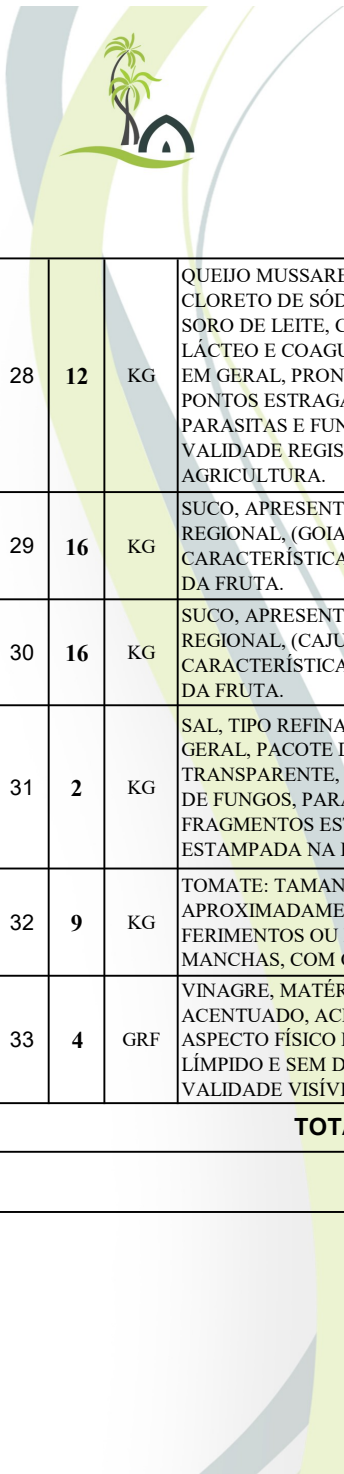 28 12 KG
QUEIJO MUSSARE
CLORETO DE SÓD
SORO DE LEITE, C
LÁCTEO E COAGU
EM GERAL, PRON
PONTOS ESTRAGA
PARASITAS E FUN
VALIDADE REGIS
AGRICULTURA.
29 16 KG
SUCO, APRESENT
REGIONAL, (GOIA
CARACTERÍSTICA
DA FRUTA.
30 16 KG
SUCO, APRESENT
REGIONAL, (CAJU
CARACTERÍSTICA
DA FRUTA.
31 2 KG
SAL, TIPO REFINA
GERAL, PACOTE D
TRANSPARENTE,
DE FUNGOS, PARA
FRAGMENTOS EST
ESTAMPADA NA E
32 9 KG
TOMATE: TAMAN
APROXIMADAME
FERIMENTOS OU
MANCHAS, COM C
33 4 GRF
VINAGRE, MATÉR
ACENTUADO, ACE
ASPECTO FÍSICO L
LÍMPIDO E SEM D
VALIDADE VISÍVE
TOTA